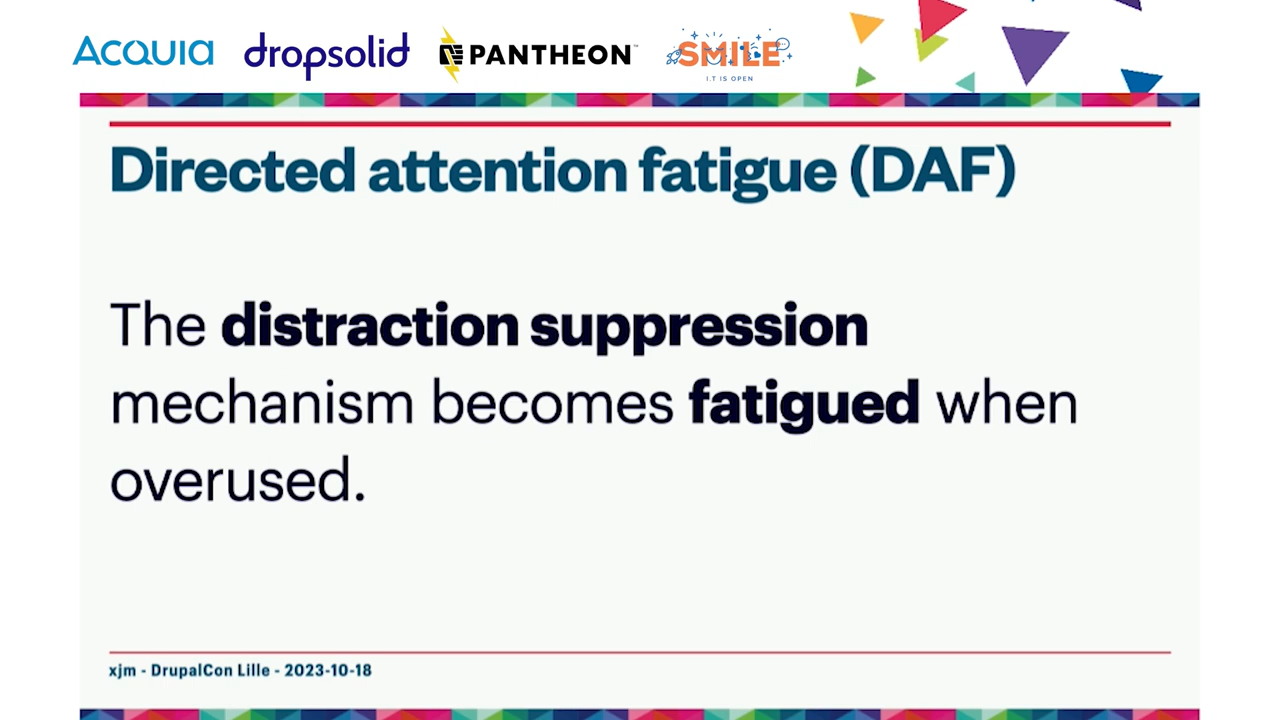 ACQUIA dropsolid PANTHEON SMILE
I.T IS OPEN
Directed attention fatigue (DAF)
The distraction suppression
mechanism becomes fatigued when
overused.
xjm - DrupalCon Lille - 2023-10-18